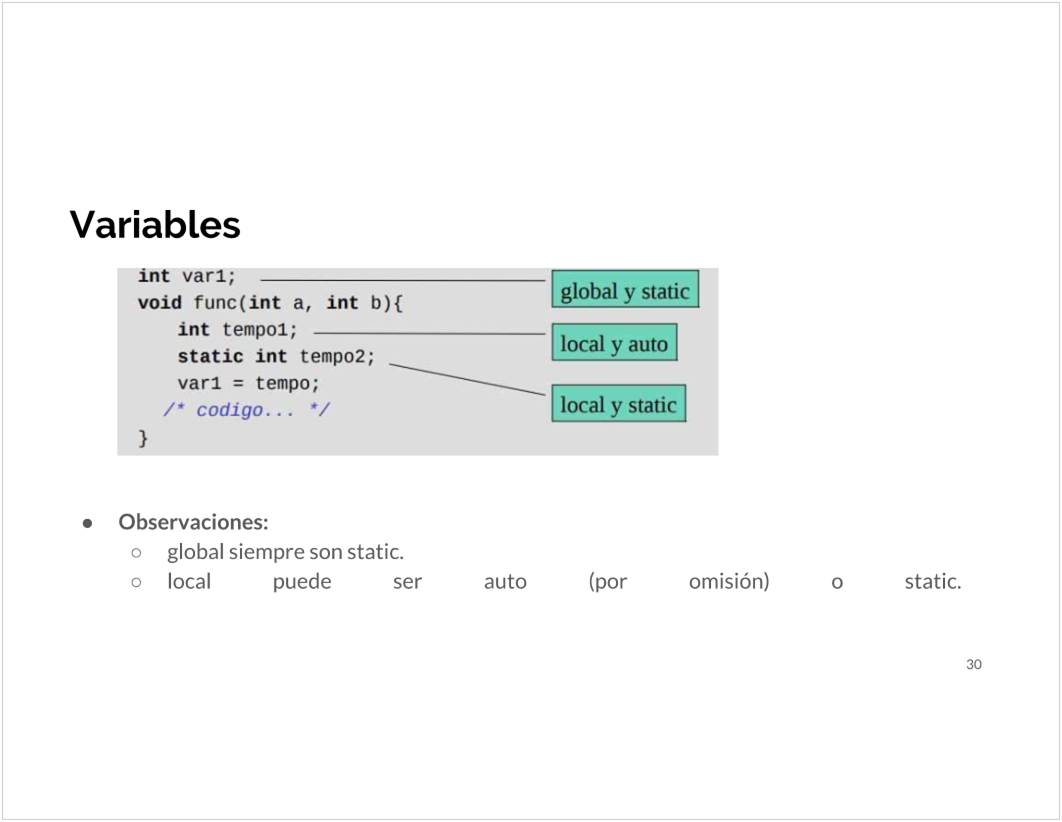 Variables
int var1;
global y static
void func(int a, int b){
int tempo1;
local y auto
static int tempo2;
var1 = tempo;
local y static
/* codigo... */
}
● Observaciones:
○ global siempre son static.
○ local puede ser auto (por omisión) o static.
30